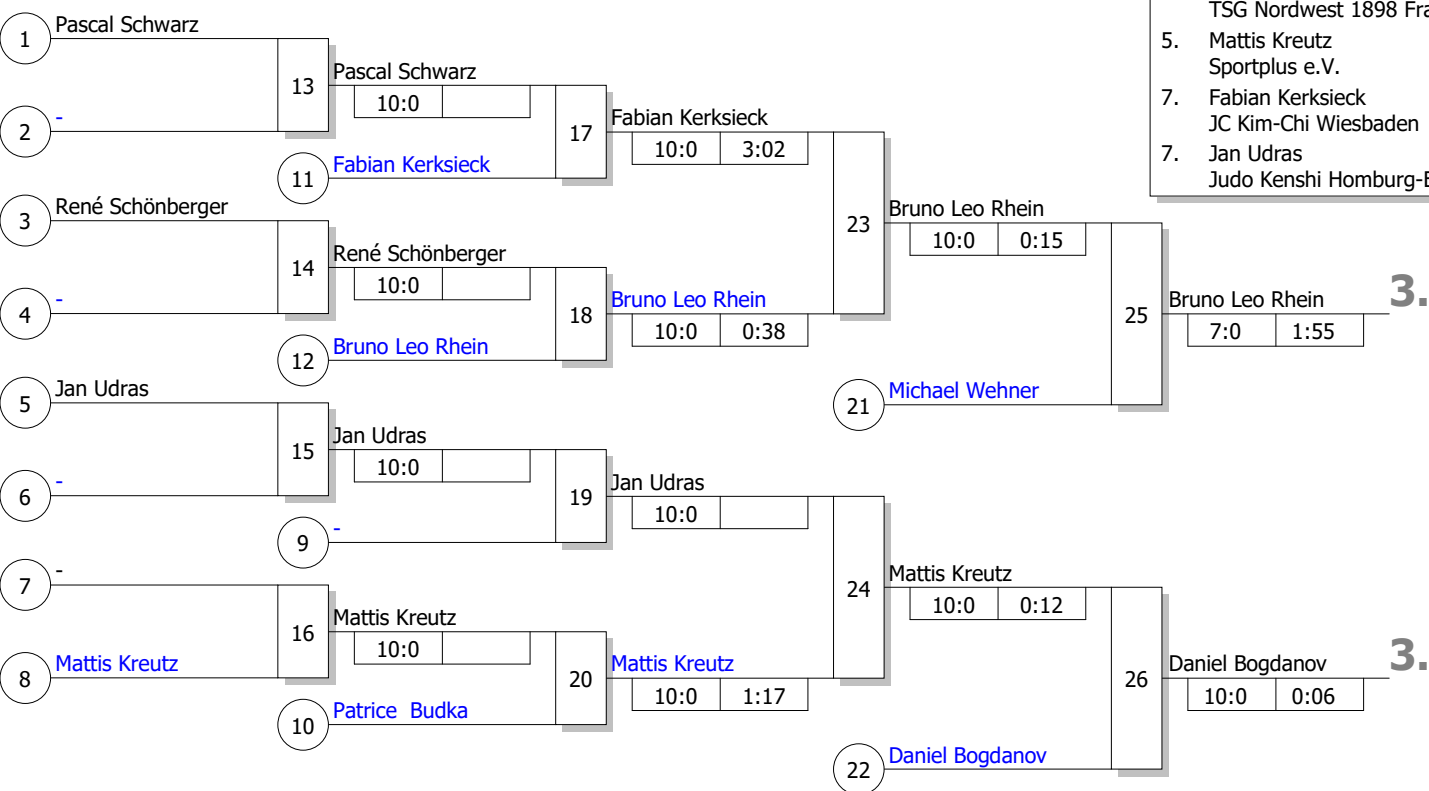 TSG Nordwest 1898 Fra
5. Mattis Kreutz
Sportplus e.V.
7. Fabian Kerksieck
JC Kim-Chi Wiesbaden
7. Jan Udras
Judo Kenshi Homburg-E
1 Pascal Schwarz
2 -
3 René Schönberger
4 -
5 Jan Udras
6 -
7 -
8 Mattis Kreutz
13 Pascal Schwarz
10:0
11 Fabian Kerksieck
14 René Schönberger
10:0
12 Bruno Leo Rhein
15 Jan Udras
10:0
9 -
16 Mattis Kreutz
10:0
10 Patrice Budka
17 Fabian Kerksieck
10:0 3:02
18 Bruno Leo Rhein
10:0 0:38
19 Jan Udras
10:0
20 Mattis Kreutz
10:0 1:17
23 Bruno Leo Rhein
10:0 0:15
21 Michael Wehner
24 Mattis Kreutz
10:0 0:12
22 Daniel Bogdanov
25 Bruno Leo Rhein 3.
7:0 1:55
26 Daniel Bogdanov 3.
10:0 0:06